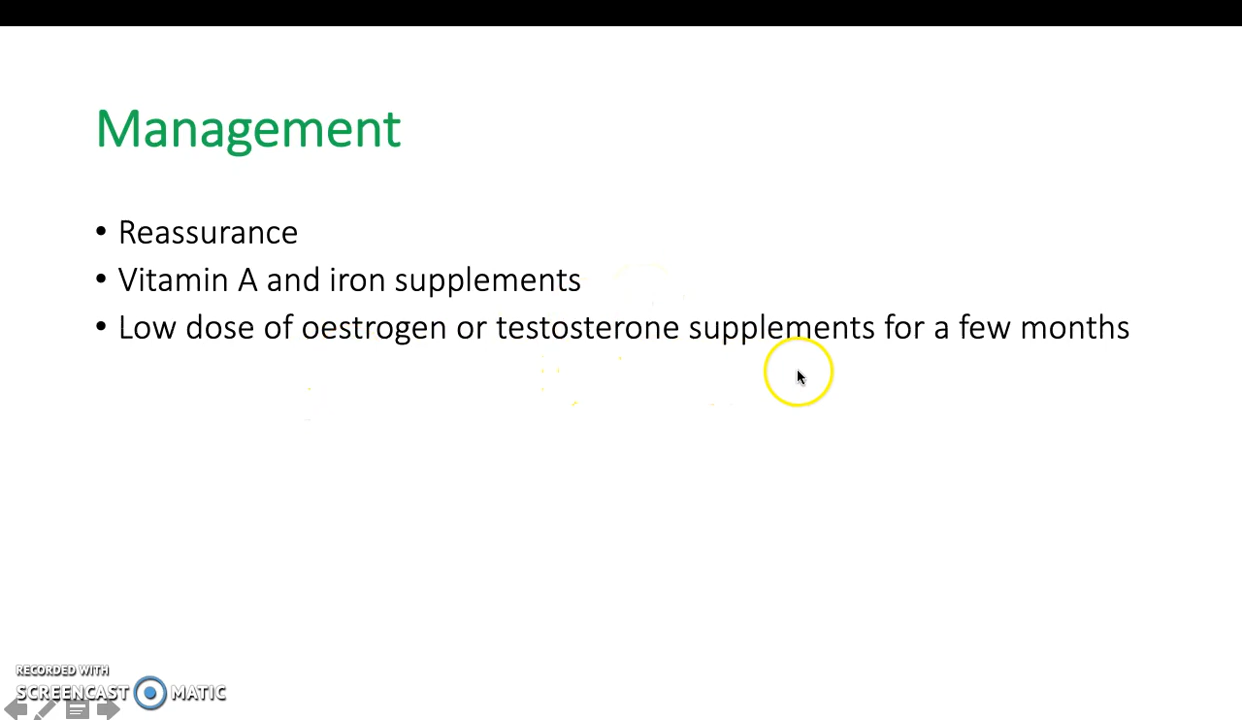 Management
• Reassurance
• Vitamin A and iron supplements
• Low dose of oestrogen or testosterone supplements for a few months
RECORDED WITH
SCREENCAST MATIC